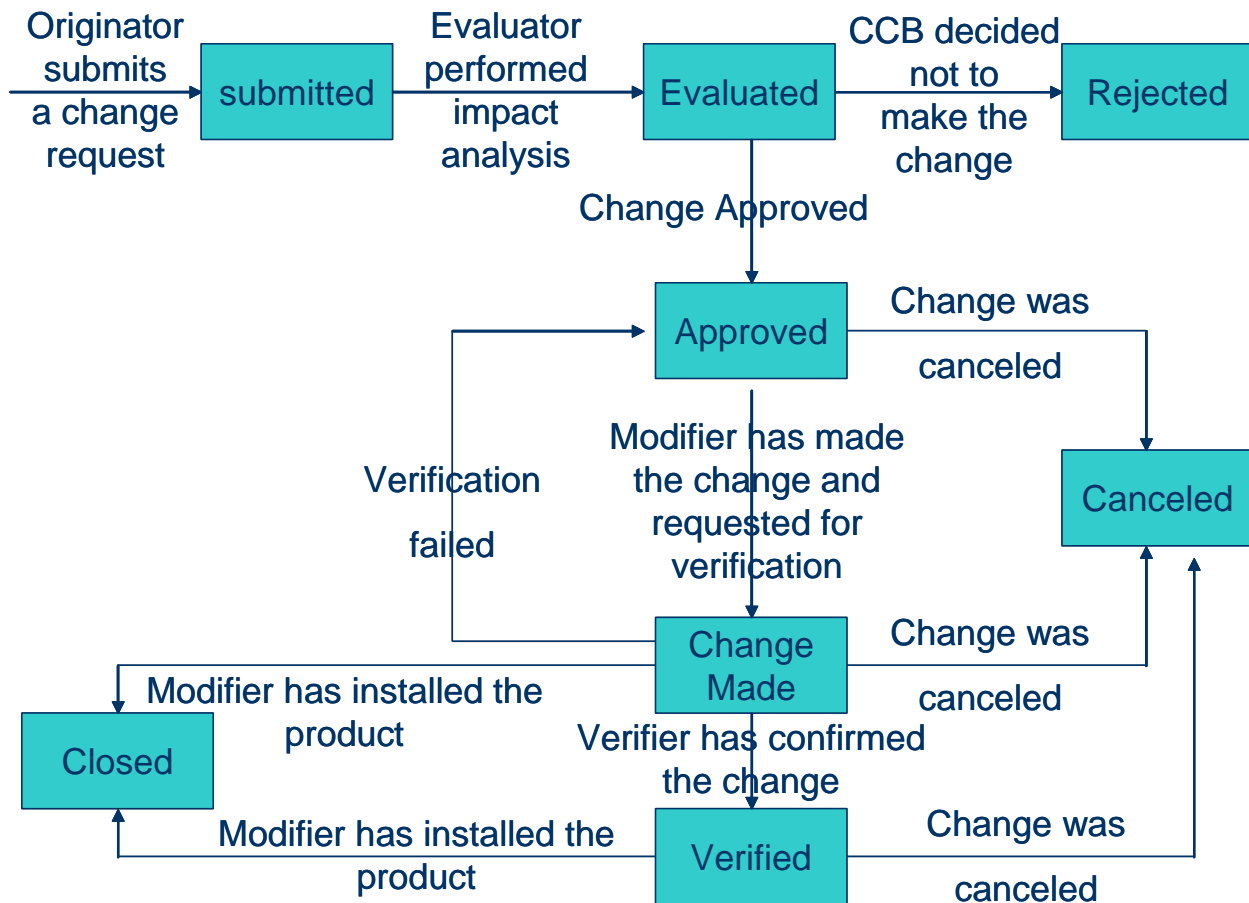 Originator
submits
a change
request
submitted
Evaluator
performed
impact
analysis
Evaluated
CCB decided
not to
make the
change
Rejected
Change Approved
Approved
Change was
canceled
Verification
failed
Modifier has made
the change and
requested for
verification
Canceled
Change
Made
Change was
canceled
Modifier has installed the
product
Closed
Verifier has confirmed
the change
Modifier has installed the
product
Verified
Change was
canceled